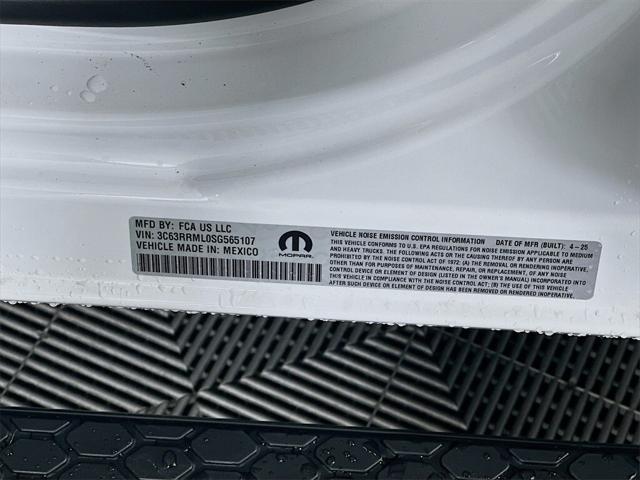 MFD BY: FCA US LLC
VIN: 3C63RRML0SG565107
VEHICLE MADE IN: MEXICO
MOPAR
VEHICLE NOISE EMISSION CONTROL INFORMATION DATE OF MFR (BUILT): 4-25
THIS VEHICLE CONFORMS TO U.S. EPA REGULATIONS FOR NOISE EMISSION APPLICABLE TO MEDIUM
AND HEAVY TRUCKS. THE FOLLOWING ACTS OR THE CAUSING THEREOF BY ANY PERSON ARE
PROHIBITED BY THE NOISE CONTROL ACT OF 1972: (A) THE REMOVAL OR RENDERING INOPERATIVE,
OTHER THAN FOR PURPOSES OF MAINTENANCE, REPAIR, OR REPLACEMENT, OF ANY NOISE
CONTROL DEVICE OR ELEMENT OF DESIGN (LISTED IN THE OWNER'S MANUAL) INCORPORATED INTO
THIS VEHICLE IN COMPLIANCE WITH THE NOISE CONTROL ACT; (B) THE USE OF THIS VEHICLE
AFTER SUCH DEVICE OR ELEMENT OF DESIGN HAS BEEN REMOVED OR RENDERED INOPERATIVE.